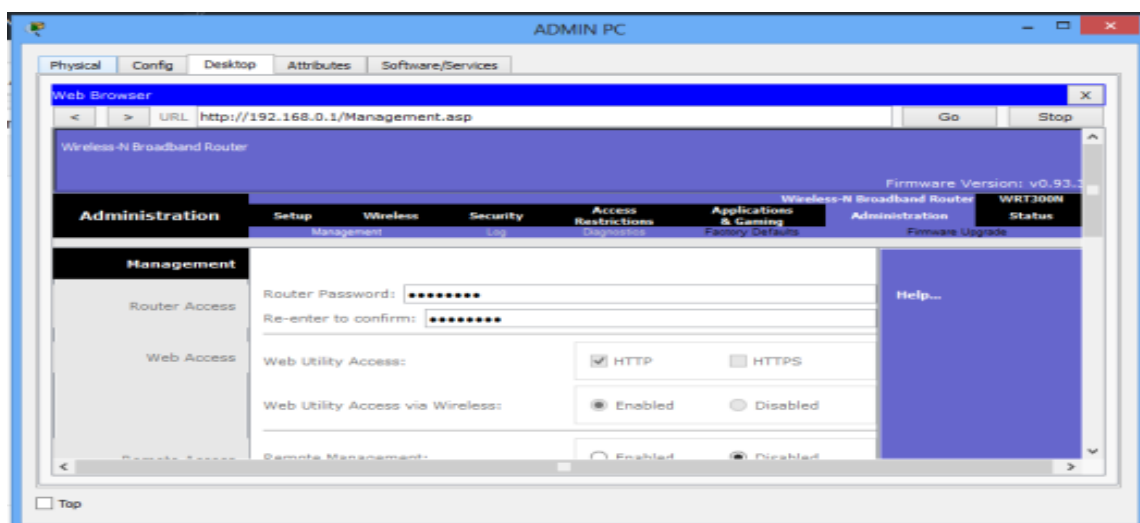 ADMIN PC
Physical Config Desktop Attributes Software/Services
Web Browser X
< > URL http://192.168.0.1/Management.asp Go Stop
Wireless-N Broadband Router
Firmware Version: v0.93.3
Wireless-N Broadband Router WRT300N
Administration Setup Wireless Security Access Restrictions Applications & Gaming Administration Status
Management Log Diagnostics Factory Defaults Firmware Upgrade
Management
Help...
Router Access
Router Password: ••••••••
Re-enter to confirm: ••••••••
Web Access
Web Utility Access: HTTP HTTPS
Web Utility Access via Wireless: Enabled Disabled
Remote Access
Remote Management: Enabled Disabled
Top